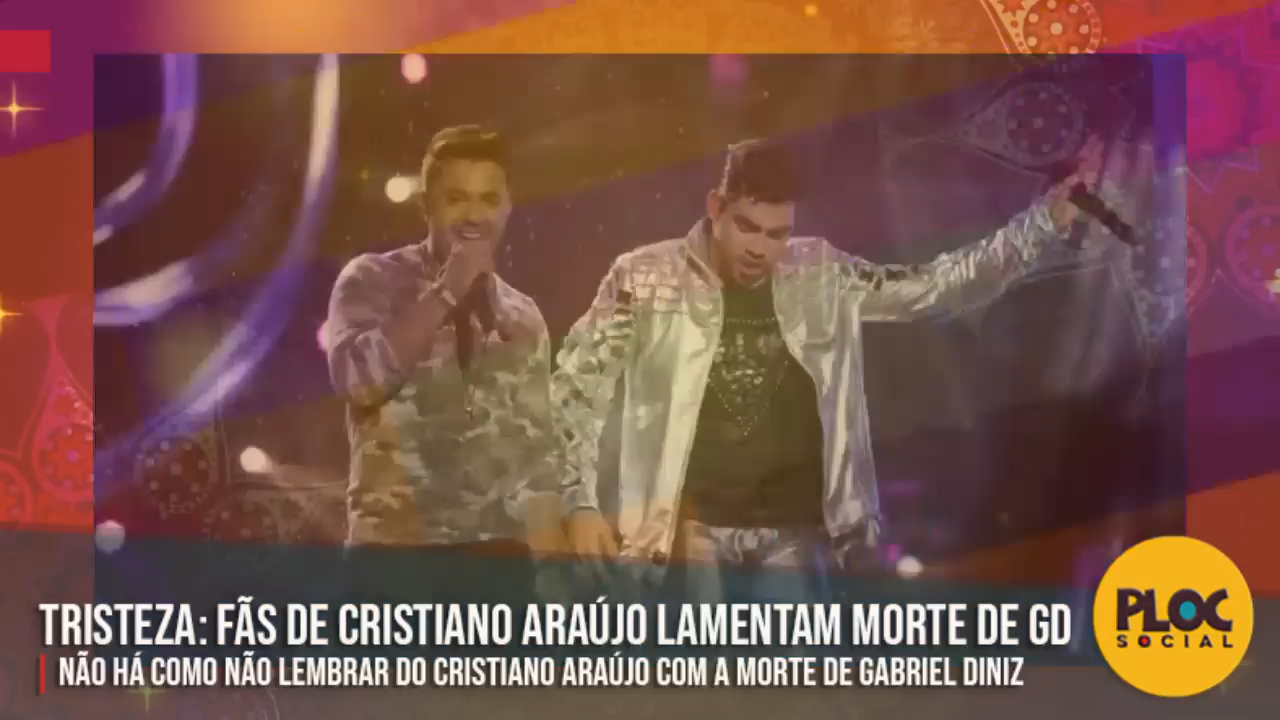 TRISTEZA: FÃS DE CRISTIANO ARAÚJO LAMENTAM MORTE DE GD
NÃO HÁ COMO NÃO LEMBRAR DO CRISTIANO ARAÚJO COM A MORTE DE GABRIEL DINIZ
PLOC
SOCIAL